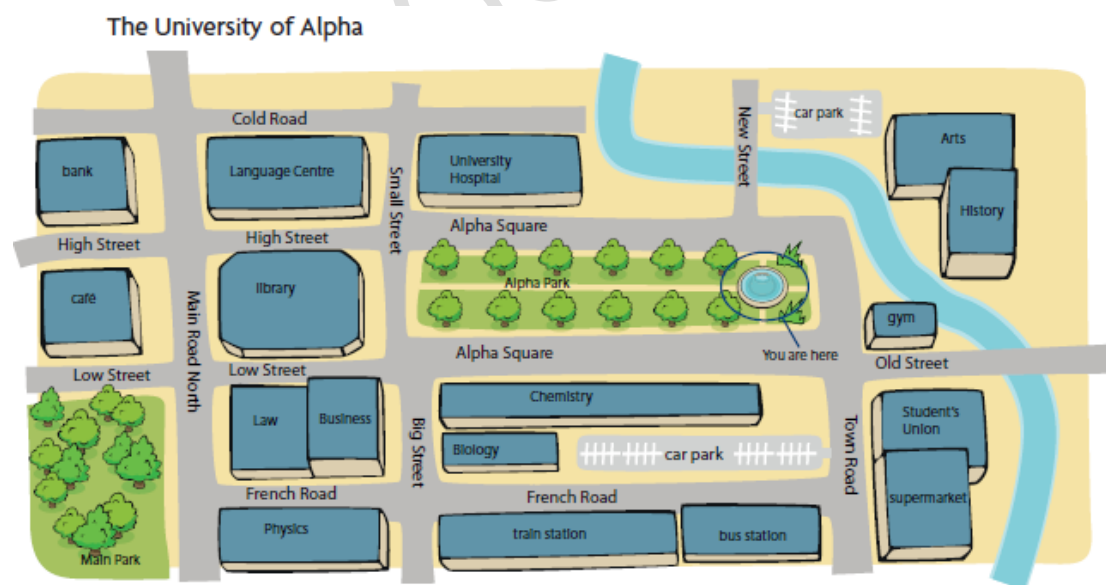 The University of Alpha
Cold Road
New Street
car park
bank
Language Centre
Small Street
University
Hospital
Arts
History
High Street
High Street
Alpha Square
café
library
Alpha Park
Main Road North
gym
You are here
Low Street
Low Street
Alpha Square
Old Street
Law
Business
Big Street
Chemistry
Biology
car park
Town Road
Student's
Union
French Road
French Road
supermarket
Physics
train station
bus station
Main Park